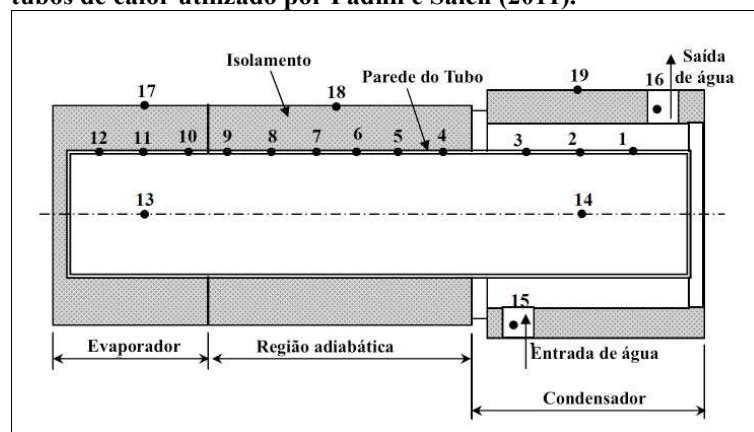 tubos de calor utilizado por Fadhl e Saleh (2011).
Saída
de água
Isolamento
Parede do Tubo
19
16
17
18
12 11 10 9 8 7 6 5 4 3 2 1
13
14
15
Entrada de água
Evaporador
Região adiabática
Condensador